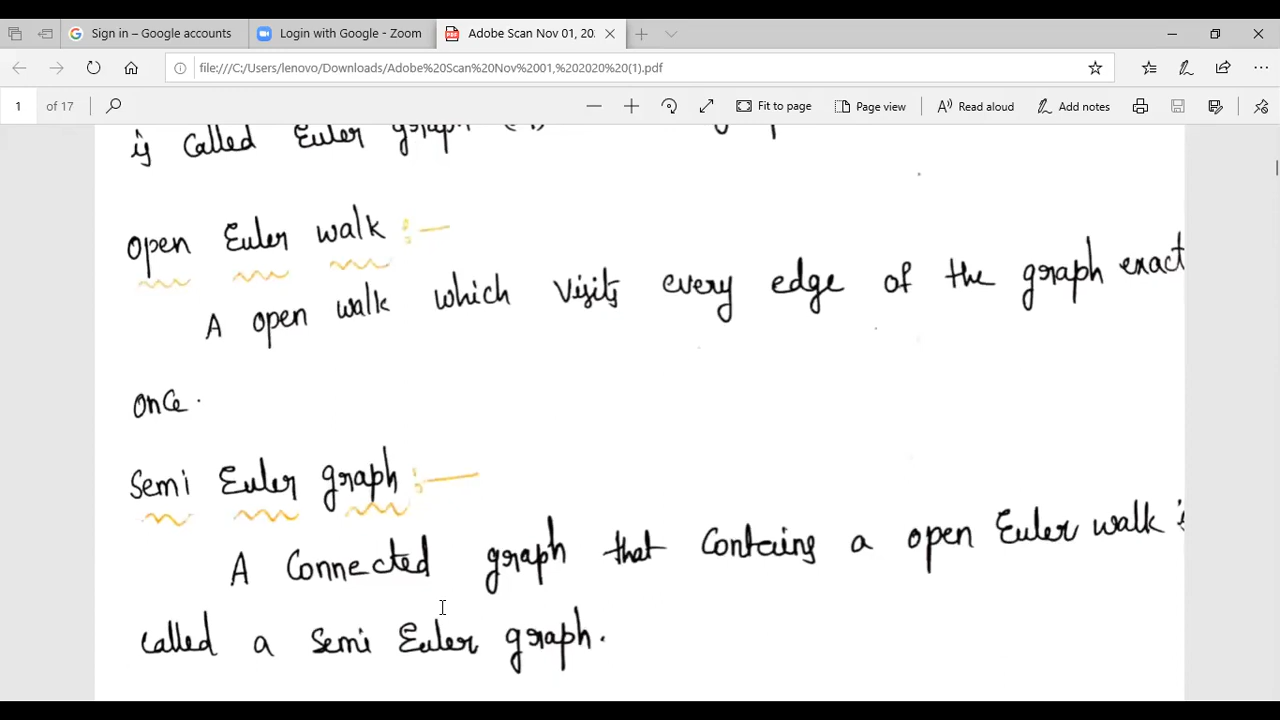 Sign in – Google accounts
Login with Google - Zoom
Adobe Scan Nov 01, 202
file:///C:/Users/lenovo/Downloads/Adobe%20Scan%20Nov%2001,%202020%20(1).pdf
1 of 17
Fit to page
Page view
Read aloud
Add notes
is called Euler graph
Open Euler walk :-
A open walk which visits every edge of the graph exact
once.
Semi Euler graph :-
A Connected graph that contains a open Euler walk is
called a semi Euler graph.